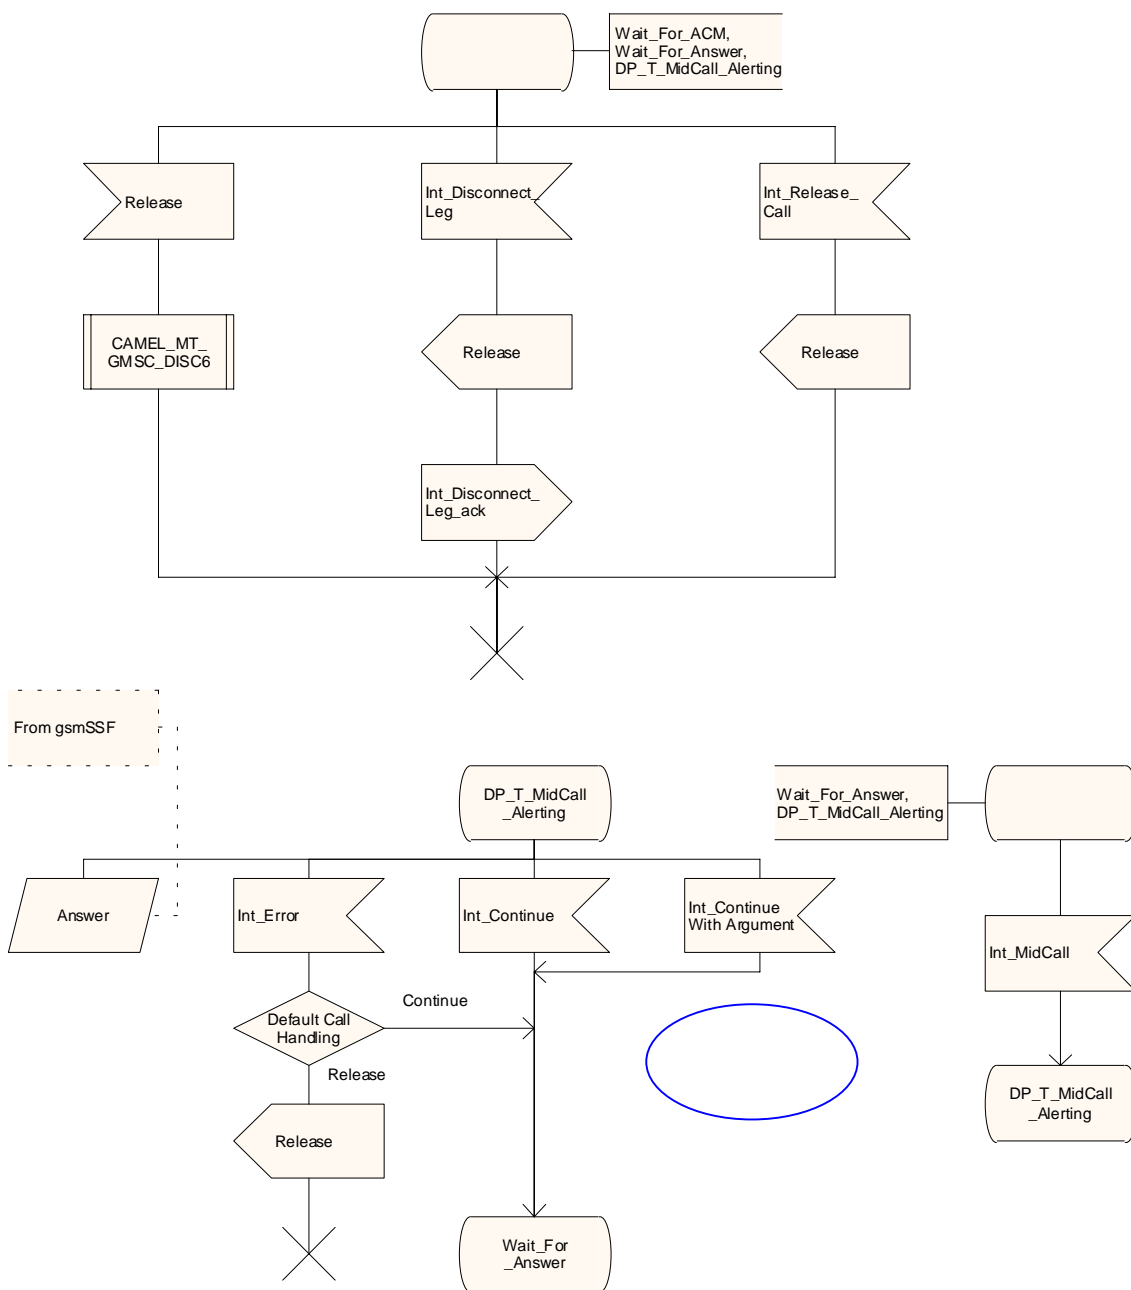 Wait_For_ACM,
Wait_For_Answer,
DP_T_MidCall_Alerting
Release
Int_Disconnect_
Leg
Int_Release_
Call
CAMEL_MT_
GMSC_DISC6
Release
Release
Int_Disconnect_
Leg_ack
From gsmSSF
DP_T_MidCall
_Alerting
Wait_For_Answer,
DP_T_MidCall_Alerting
Answer
Int_Error
Int_Continue
Int_Continue
With Argument
Int_MidCall
Default Call
Handling
Continue
Release
DP_T_MidCall
_Alerting
Release
Wait_For
_Answer